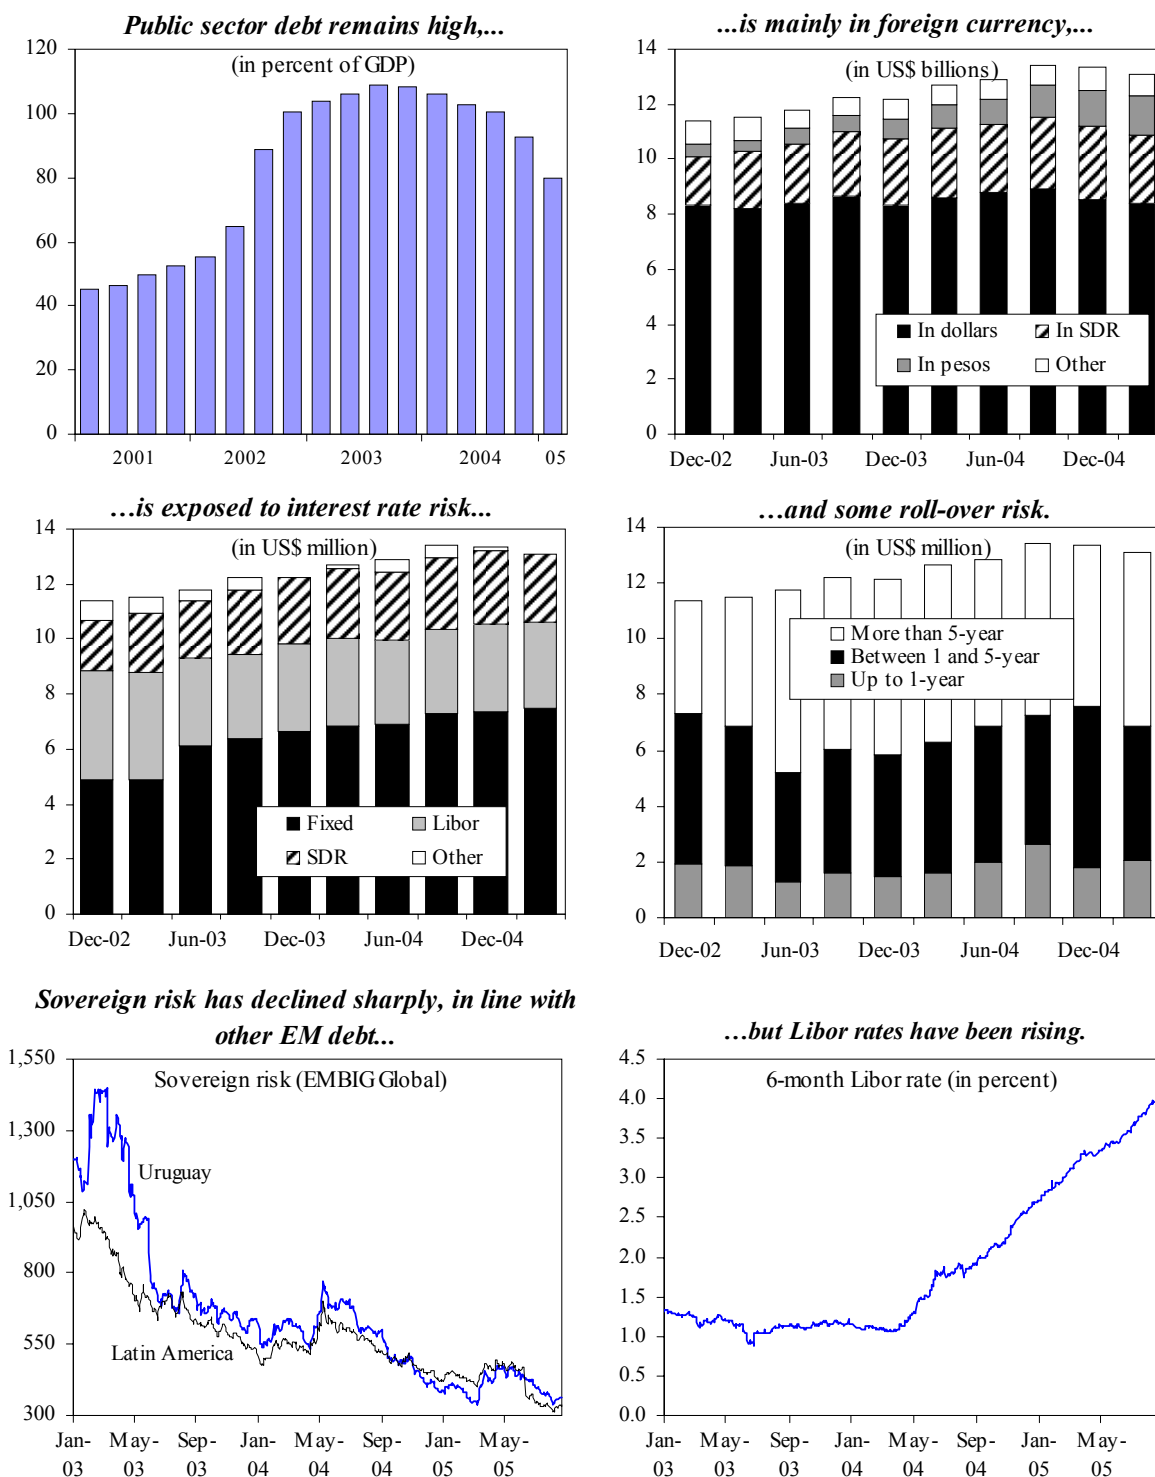 Public sector debt remains high,...
(in percent of GDP)
120
100
80
60
40
20
0
2001 2002 2003 2004 05
...is mainly in foreign currency,...
(in US$ billions)
14
12
10
8
6
4
2
0
In dollars In SDR
In pesos Other
Dec-02 Jun-03 Dec-03 Jun-04 Dec-04
…is exposed to interest rate risk...
(in US$ million)
14
12
10
8
6
4
2
0
Fixed Libor
SDR Other
Dec-02 Jun-03 Dec-03 Jun-04 Dec-04
…and some roll-over risk.
(in US$ million)
14
12
10
8
6
4
2
0
More than 5-year
Between 1 and 5-year
Up to 1-year
Dec-02 Jun-03 Dec-03 Jun-04 Dec-04
Sovereign risk has declined sharply, in line with
other EM debt...
Sovereign risk (EMBIG Global)
1,550
1,300
1,050
800
550
300
Uruguay
Latin America
Jan- May- Sep- Jan- May- Sep- Jan- May-
03 03 03 04 04 04 05 05
...but Libor rates have been rising.
6-month Libor rate (in percent)
4.5
4.0
3.5
3.0
2.5
2.0
1.5
1.0
0.5
0.0
Jan- May- Sep- Jan- May- Sep- Jan- May-
03 03 03 04 04 04 05 05